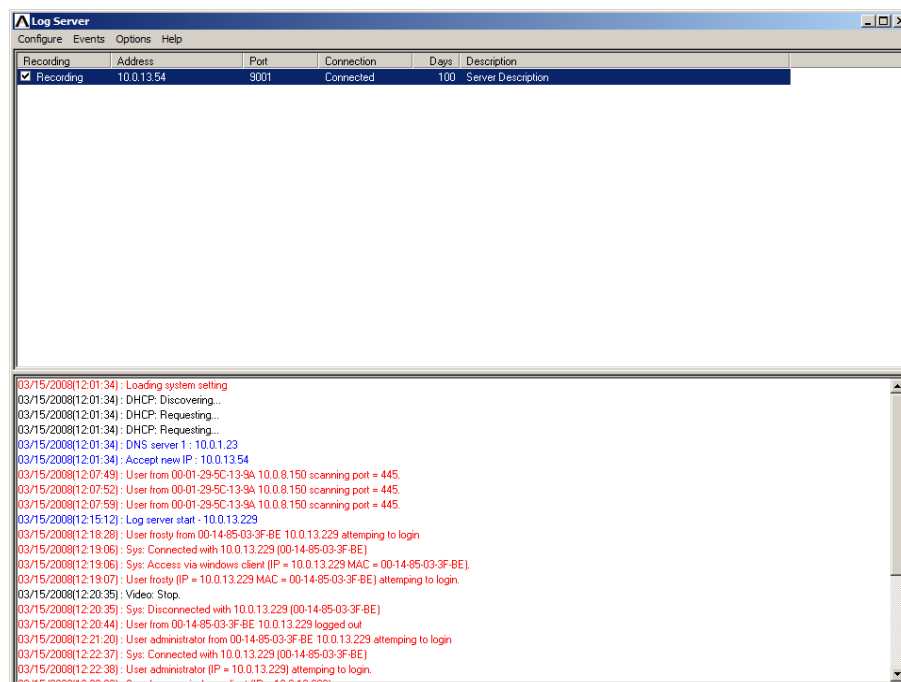 Log Server
Configure Events Options Help
Recording Address Port Connection Days Description
Recording 10.0.13.54 9001 Connected 100 Server Description
03/15/2008(12:01:34) : Loading system setting
03/15/2008(12:01:34) : DHCP: Discovering...
03/15/2008(12:01:34) : DHCP: Requesting...
03/15/2008(12:01:34) : DHCP: Requesting...
03/15/2008(12:01:34) : DNS server 1 : 10.0.1.23
03/15/2008(12:01:34) : Accept new IP : 10.0.13.54
03/15/2008(12:07:49) : User from 00-01-29-5C-13-9A 10.0.8.150 scanning port = 445.
03/15/2008(12:07:52) : User from 00-01-29-5C-13-9A 10.0.8.150 scanning port = 445.
03/15/2008(12:07:59) : User from 00-01-29-5C-13-9A 10.0.8.150 scanning port = 445.
03/15/2008(12:15:12) : Log server start - 10.0.13.229
03/15/2008(12:18:28) : User frosty from 00-14-85-03-3F-BE 10.0.13.229 attemping to login
03/15/2008(12:19:06) : Sys: Connected with 10.0.13.229 (00-14-85-03-3F-BE)
03/15/2008(12:19:06) : Sys: Access via windows client (IP = 10.0.13.229 MAC = 00-14-85-03-3F-BE).
03/15/2008(12:19:07) : User frosty (IP = 10.0.13.229 MAC = 00-14-85-03-3F-BE) attemping to login.
03/15/2008(12:20:35) : Video: Stop.
03/15/2008(12:20:35) : Sys: Disconnected with 10.0.13.229 (00-14-85-03-3F-BE)
03/15/2008(12:20:44) : User from 00-14-85-03-3F-BE 10.0.13.229 logged out
03/15/2008(12:21:20) : User administrator from 00-14-85-03-3F-BE 10.0.13.229 attemping to login
03/15/2008(12:22:37) : Sys: Connected with 10.0.13.229 (00-14-85-03-3F-BE)
03/15/2008(12:22:38) : User administrator (IP = 10.0.13.229) attemping to login.